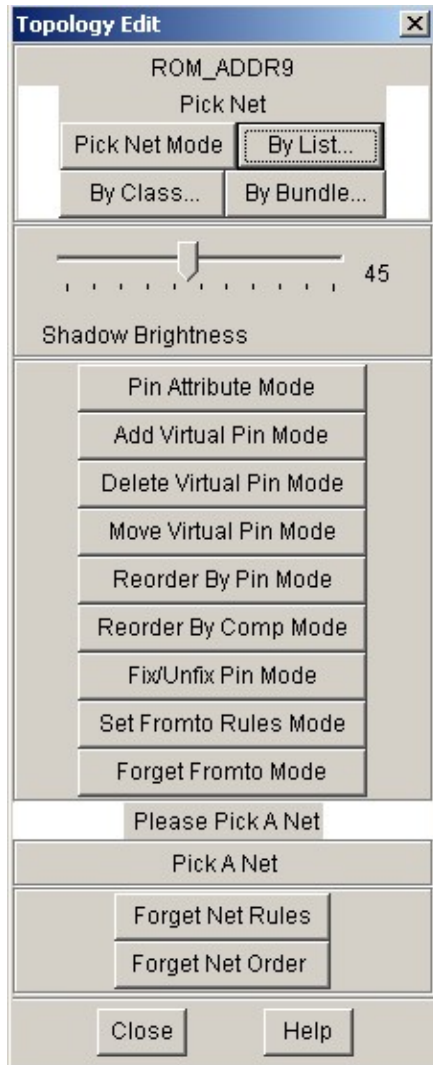 Topology Edit
ROM_ADDR9
Pick Net
Pick Net Mode By List...
By Class... By Bundle...
45
Shadow Brightness
Pin Attribute Mode
Add Virtual Pin Mode
Delete Virtual Pin Mode
Move Virtual Pin Mode
Reorder By Pin Mode
Reorder By Comp Mode
Fix/Unfix Pin Mode
Set Fromto Rules Mode
Forget Fromto Mode
Please Pick A Net
Pick A Net
Forget Net Rules
Forget Net Order
Close Help